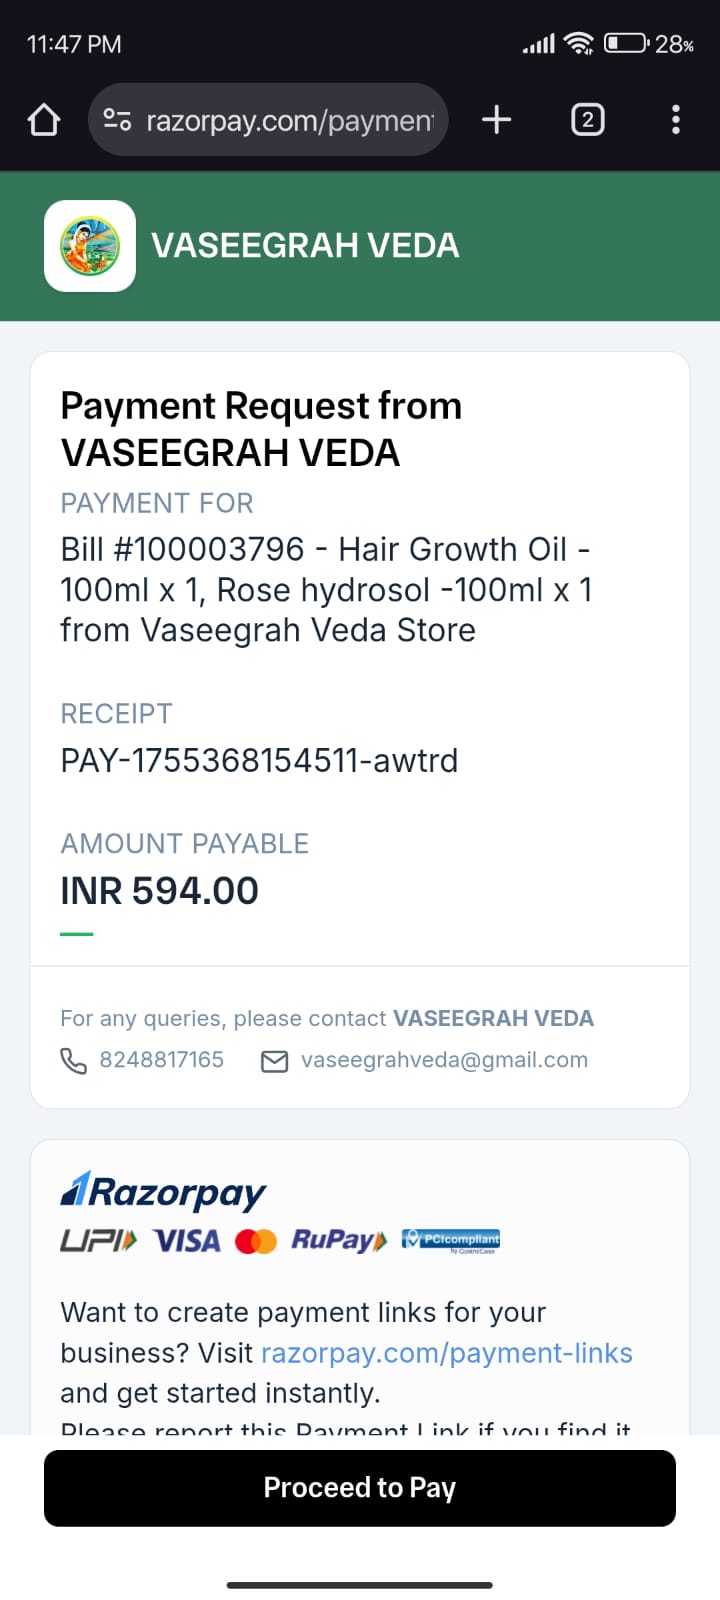 11:47 PM
28%
razorpay.com/payment
2
VASEEGRAH VEDA
Payment Request from
VASEEGRAH VEDA
PAYMENT FOR
Bill #100003796 - Hair Growth Oil -
100ml x 1, Rose hydrosol -100ml x 1
from Vaseegrah Veda Store
RECEIPT
PAY-1755368154511-awtrd
AMOUNT PAYABLE
INR 594.00
For any queries, please contact VASEEGRAH VEDA
8248817165 vaseegrahveda@gmail.com
Razorpay
UPI VISA RuPay PCIcompliant
by ControlCase
Want to create payment links for your
business? Visit razorpay.com/payment-links
and get started instantly.
Please report this Payment Link if you find it
Proceed to Pay